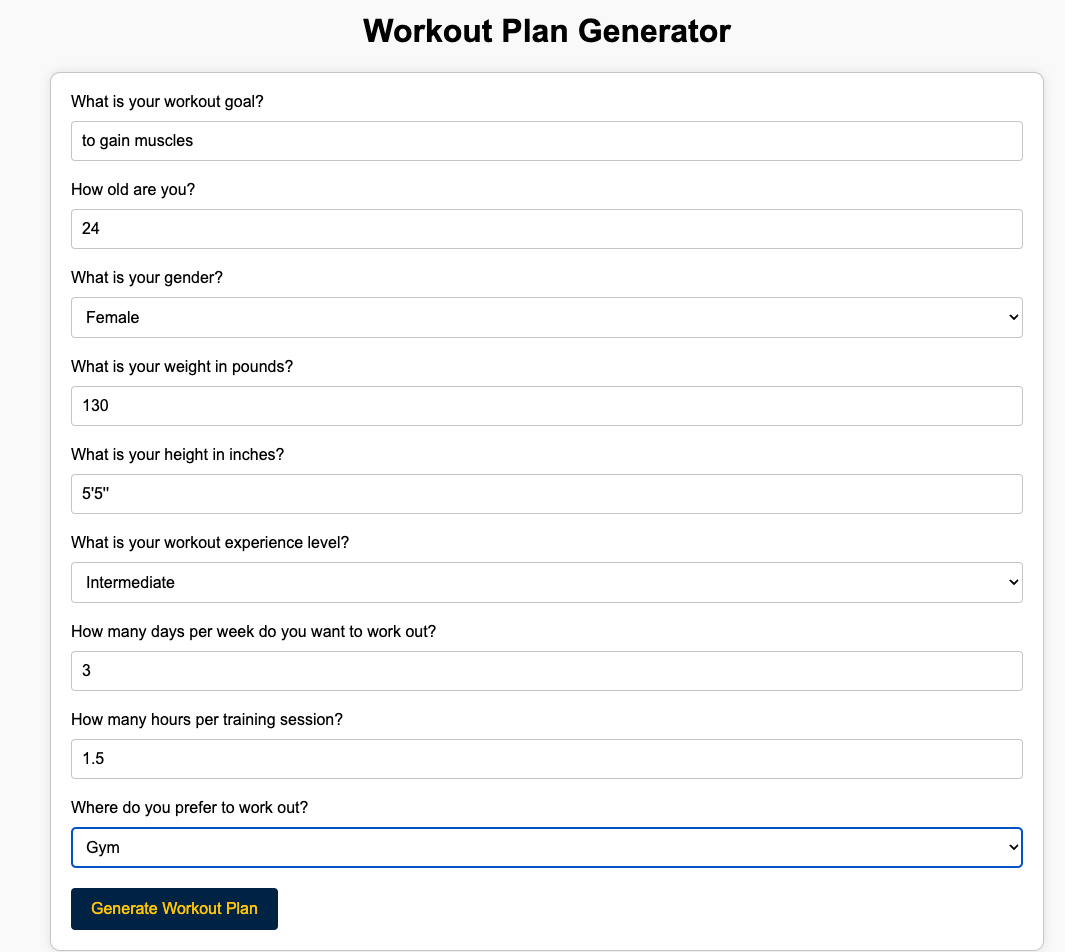 Workout Plan Generator
What is your workout goal?
to gain muscles
How old are you?
24
What is your gender?
Female
What is your weight in pounds?
130
What is your height in inches?
5'5"
What is your workout experience level?
Intermediate
How many days per week do you want to work out?
3
How many hours per training session?
1.5
Where do you prefer to work out?
Gym
Generate Workout Plan